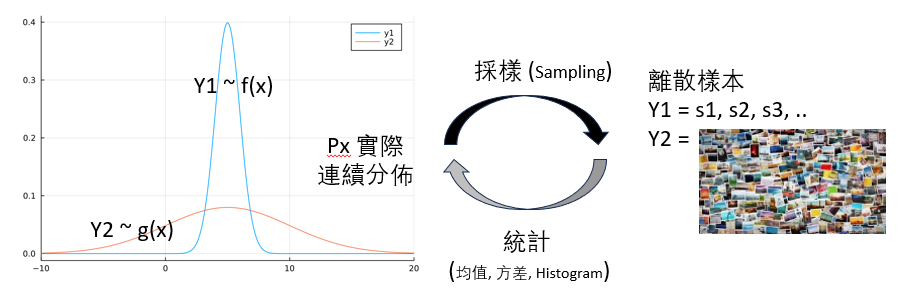 0.4
0.3
0.2
0.1
0.0
-10
0
10
20
y1
y2
Y1 ~ f(x)
Y2 ~ g(x)
Px 實際
連續分佈
採樣 (Sampling)
統計
(均值, 方差, Histogram)
離散樣本
Y1 = s1, s2, s3, ..
Y2 =